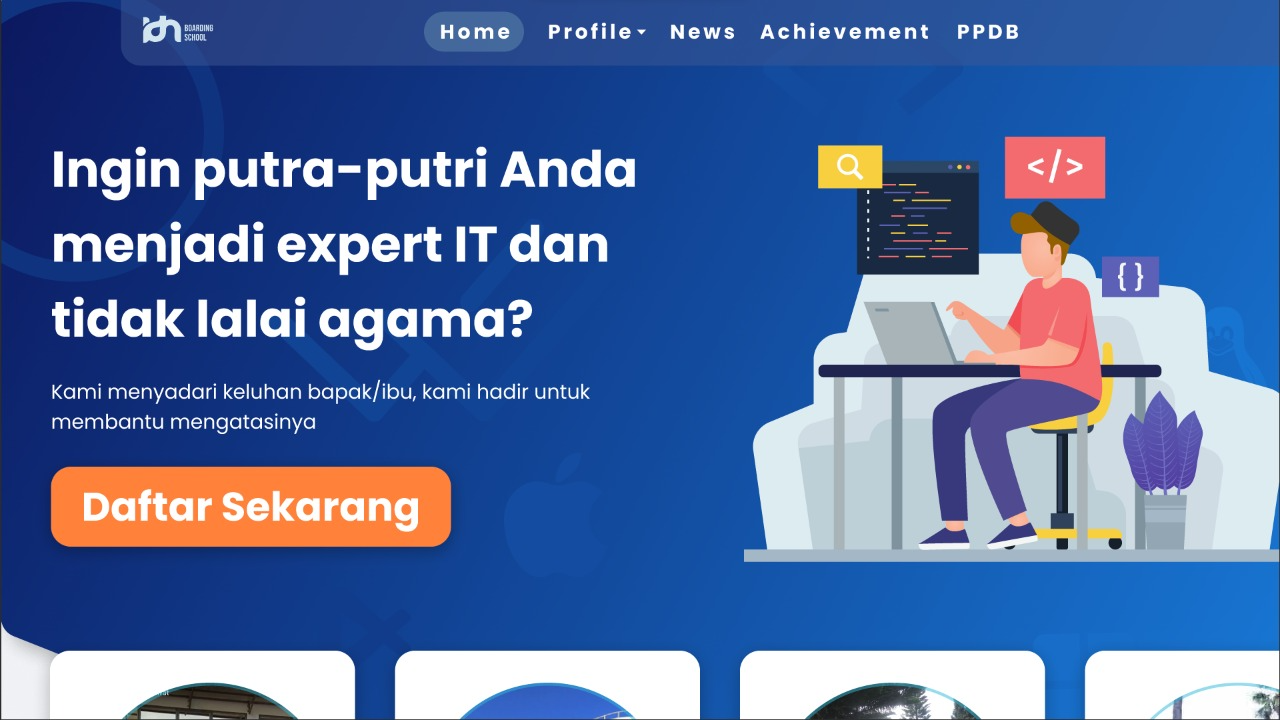 idn BOARDING
SCHOOL
Home Profile News Achievement PPDB
Ingin putra-putri Anda
menjadi expert IT dan
tidak lalai agama?
Kami menyadari keluhan bapak/ibu, kami hadir untuk
membantu mengatasinya
Daftar Sekarang
</>
{ }